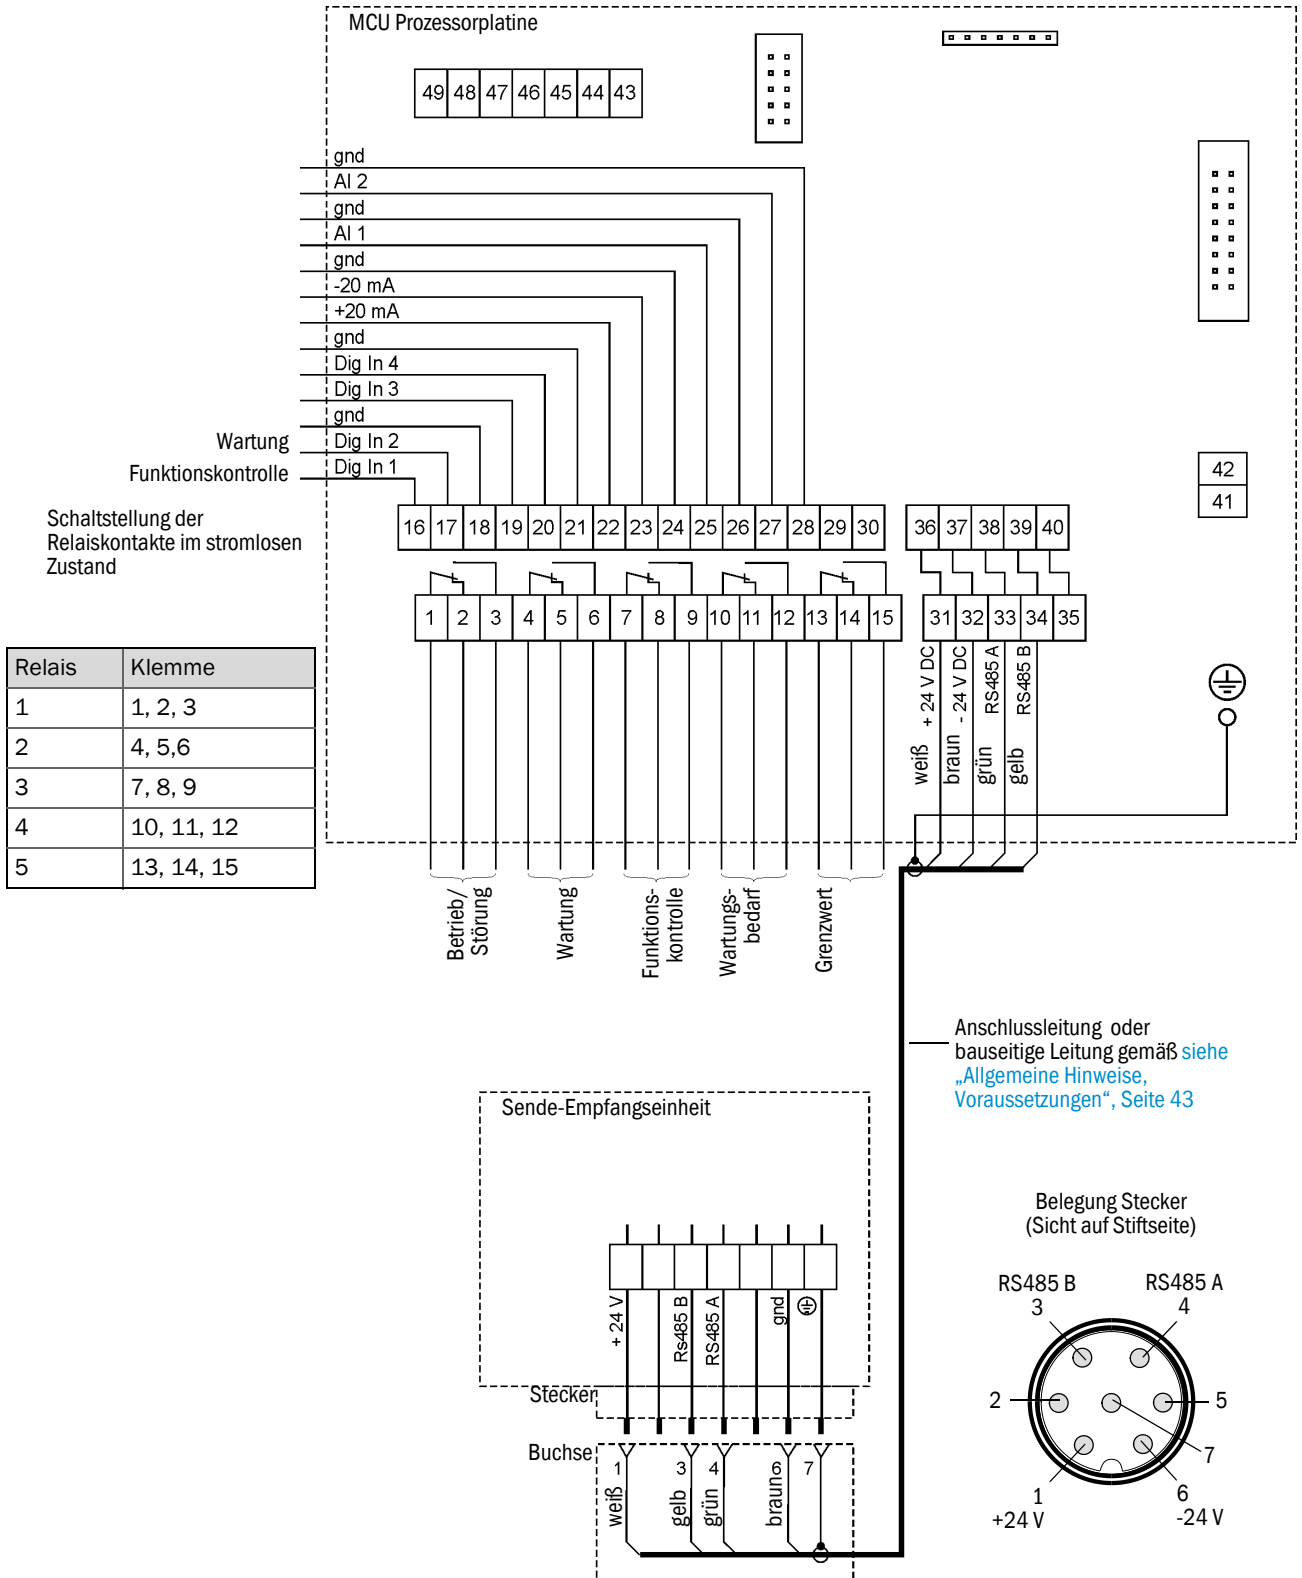 MCU Prozessorplatine
49 48 47 46 45 44 43
gnd
AI 2
gnd
AI 1
gnd
-20 mA
+20 mA
gnd
Dig In 4
Dig In 3
gnd
Wartung Dig In 2
Funktionskontrolle Dig In 1
42
41
Schaltstellung der
Relaiskontakte im stromlosen
Zustand
16 17 18 19 20 21 22 23 24 25 26 27 28 29 30 36 37 38 39 40
1 2 3 4 5 6 7 8 9 10 11 12 13 14 15 31 32 33 34 35
Relais Klemme
1 1, 2, 3
2 4, 5,6
3 7, 8, 9
4 10, 11, 12
5 13, 14, 15
weiß + 24 V DC
braun - 24 V DC
grün RS485 A
gelb RS485 B
Betrieb/
Störung
Wartung
Funktions-
kontrolle
Wartungs-
bedarf
Grenzwert
Anschlussleitung oder
bauseitige Leitung gemäß siehe
„Allgemeine Hinweise,
Voraussetzungen“, Seite 43
Sende-Empfangseinheit
+ 24 V
Rs485 B
RS485 A
gnd
Stecker
Buchse
1 3 4 6 7
weiß
gelb
grün
braun
Belegung Stecker
(Sicht auf Stiftseite)
RS485 B RS485 A
3 4
2 5
7
1 6
+24 V -24 V